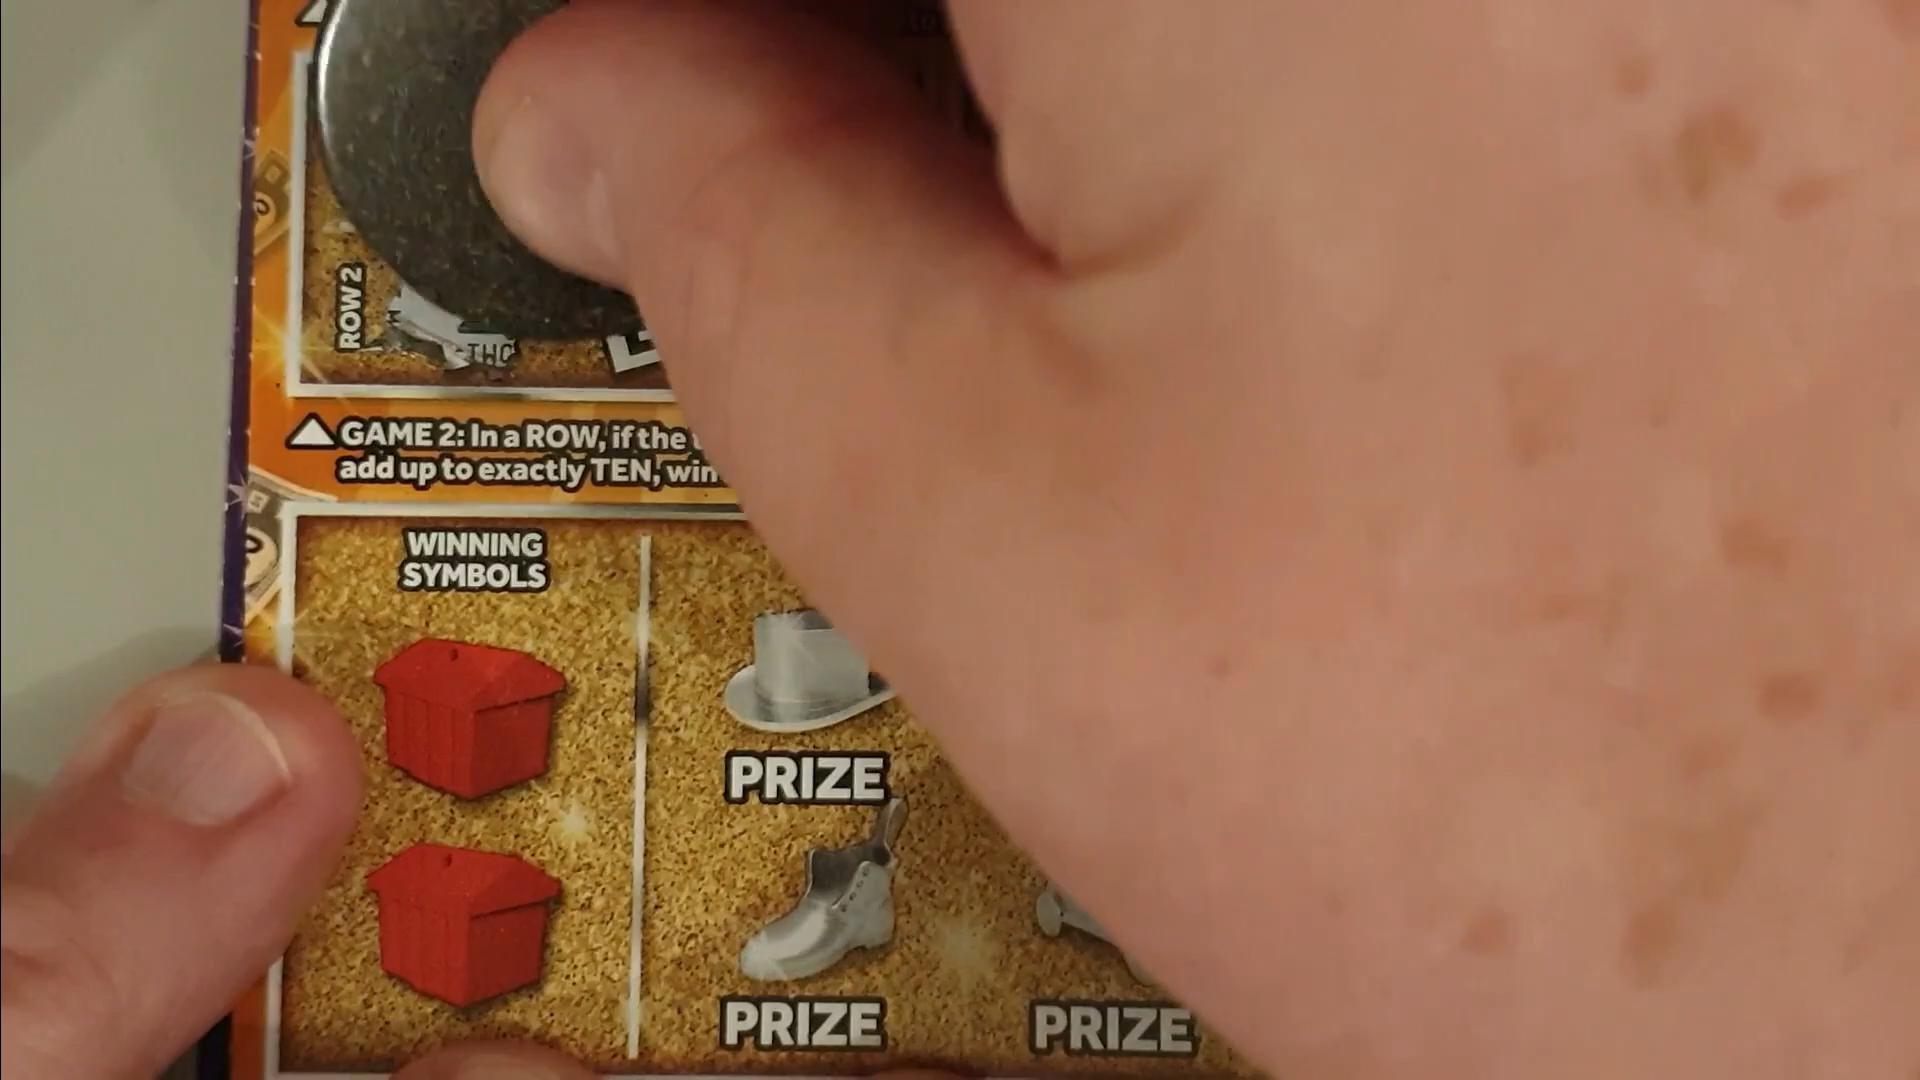 ROW 2
THO
GAME 2: In a ROW, if the
add up to exactly TEN, win
WINNING
SYMBOLS
PRIZE
PRIZE
PRIZE